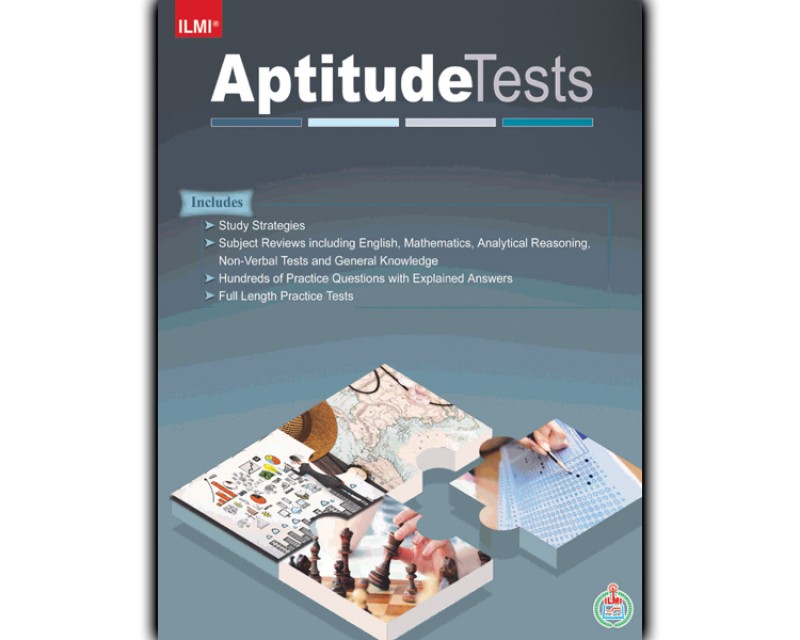 ILMI®
AptitudeTests
Includes
➤ Study Strategies
➤ Subject Reviews including English, Mathematics, Analytical Reasoning,
Non-Verbal Tests and General Knowledge
➤ Hundreds of Practice Questions with Explained Answers
➤ Full Length Practice Tests
ILMI